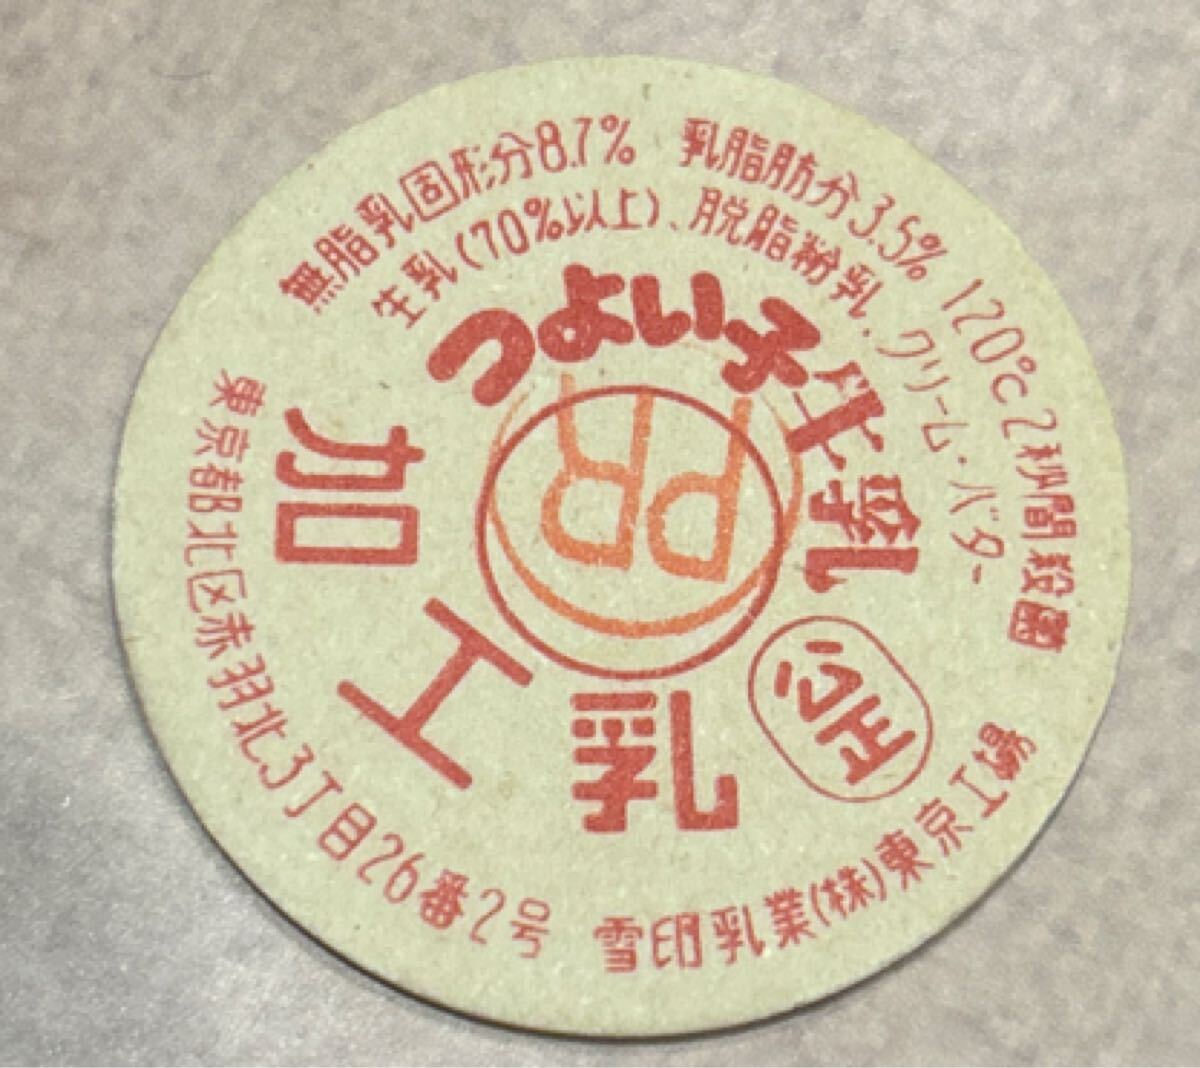 無脂乳固形分8.7% 乳脂肪分3.5% 120℃2秒間殺菌
生乳(70%以上)、脱脂粉乳・クリーム・バター
つよい子牛乳
公正
加工乳
東京都北区赤羽北3丁目26番2号
雪印乳業(株)東京工場